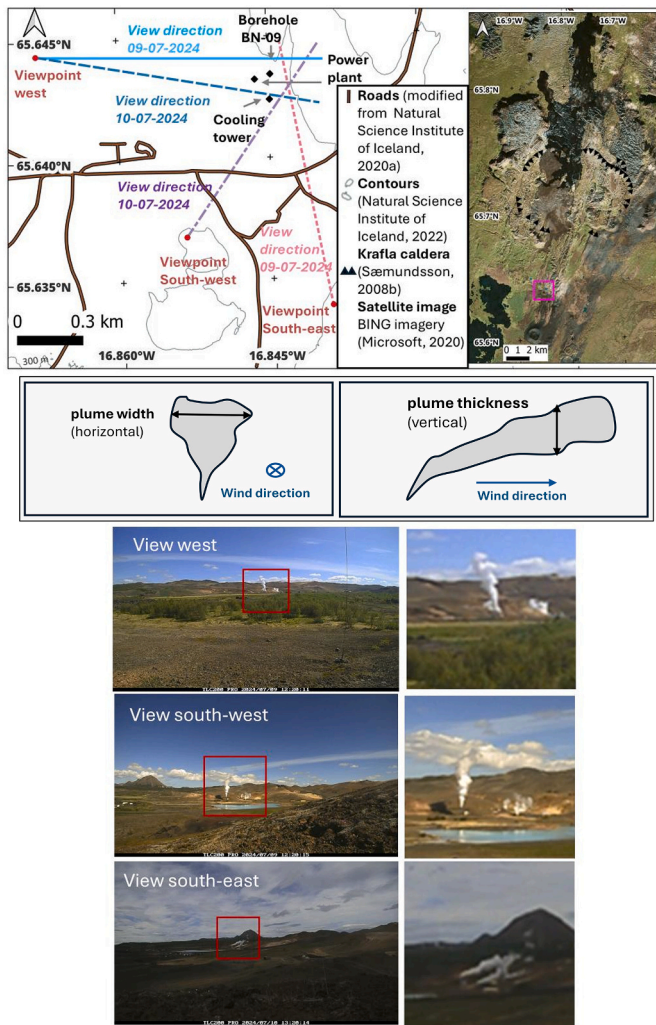 View direction
09-07-2024
Borehole
BN-09
65.645°N
Viewpoint
west
Power
plant
View direction
10-07-2024
Cooling
tower
65.640°N
View direction
10-07-2024
View
direction
09-07-2024
Viewpoint
South-west
65.635°N
Viewpoint
South-east
0 0.3 km
300 m
16.860°W 16.845°W
Roads (modified
from Natural
Science Institute
of Iceland,
2020a)
Contours
(Natural Science
Institute of
Iceland, 2022)
Krafla caldera
(Sæmundsson,
2008b)
Satellite image
BING imagery
(Microsoft, 2020)
16.9°W 16.8°W 16.7°W
65.8°N
65.7°N
65.6°N
0 1 2 km
plume width
(horizontal)
Wind direction
plume thickness
(vertical)
Wind direction
View west
TLC200 PRO 2024/07/09 12:20:11
View south-west
TLC200 PRO 2024/07/09 12:20:15
View south-east
TLC200 PRO 2024/07/10 13:20:14